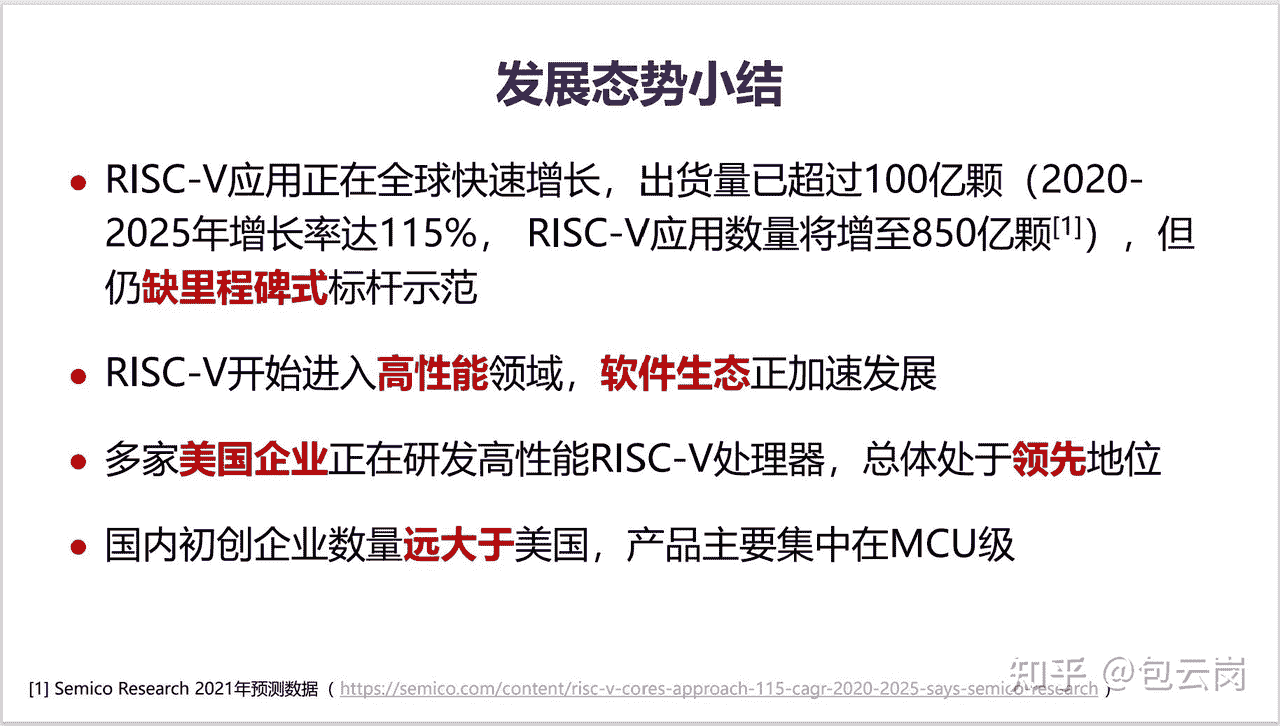 发展态势小结
• RISC-V应用正在全球快速增长，出货量已超过100亿颗（2020-
2025年增长率达115%， RISC-V应用数量将增至850亿颗[1]），但
仍缺里程碑式标杆示范
• RISC-V开始进入高性能领域，软件生态正加速发展
• 多家美国企业正在研发高性能RISC-V处理器，总体处于领先地位
• 国内初创企业数量远大于美国，产品主要集中在MCU级
[1] Semico Research 2021年预测数据（ https://semico.com/content/risc-v-cores-approach-115-cagr-2020-2025-says-semico-research ）
知乎 @包云岗